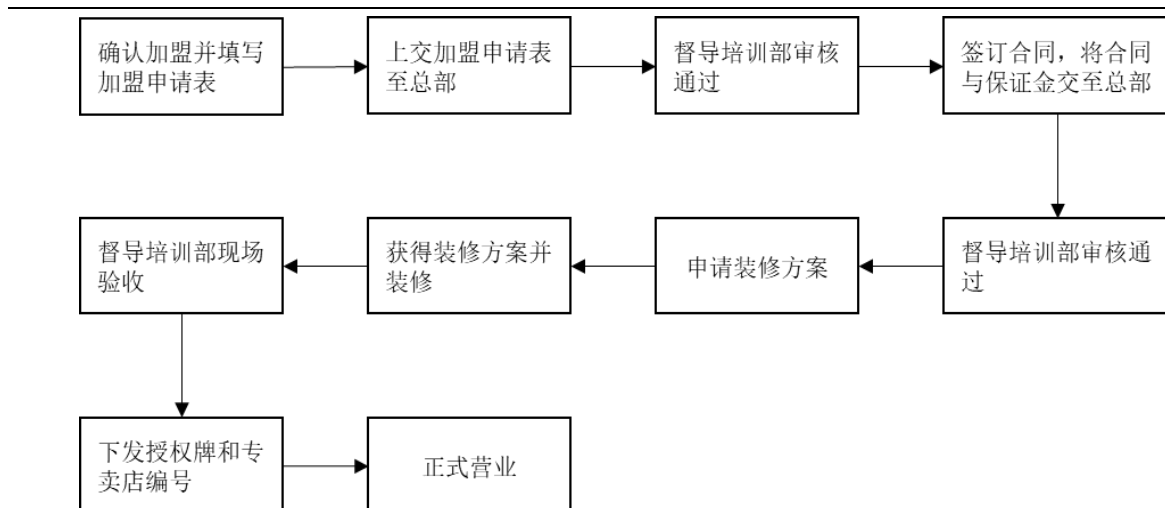 确认加盟并填写
加盟申请表
上交加盟申请表
至总部
督导培训部审核
通过
签订合同，将合同
与保证金交至总部
督导培训部审核通
过
申请装修方案
获得装修方案并
装修
督导培训部现场
验收
下发授权牌和专
卖店编号
正式营业